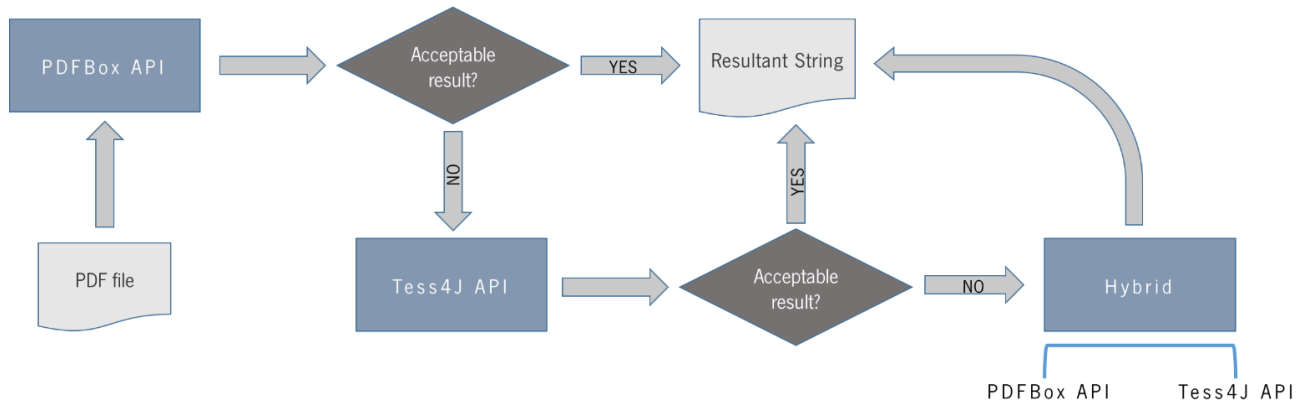 PDFBox API
Acceptable
result?
YES
Resultant String
NO
YES
PDF file
Tess4J API
Acceptable
result?
NO
Hybrid
PDFBox API
Tess4J API